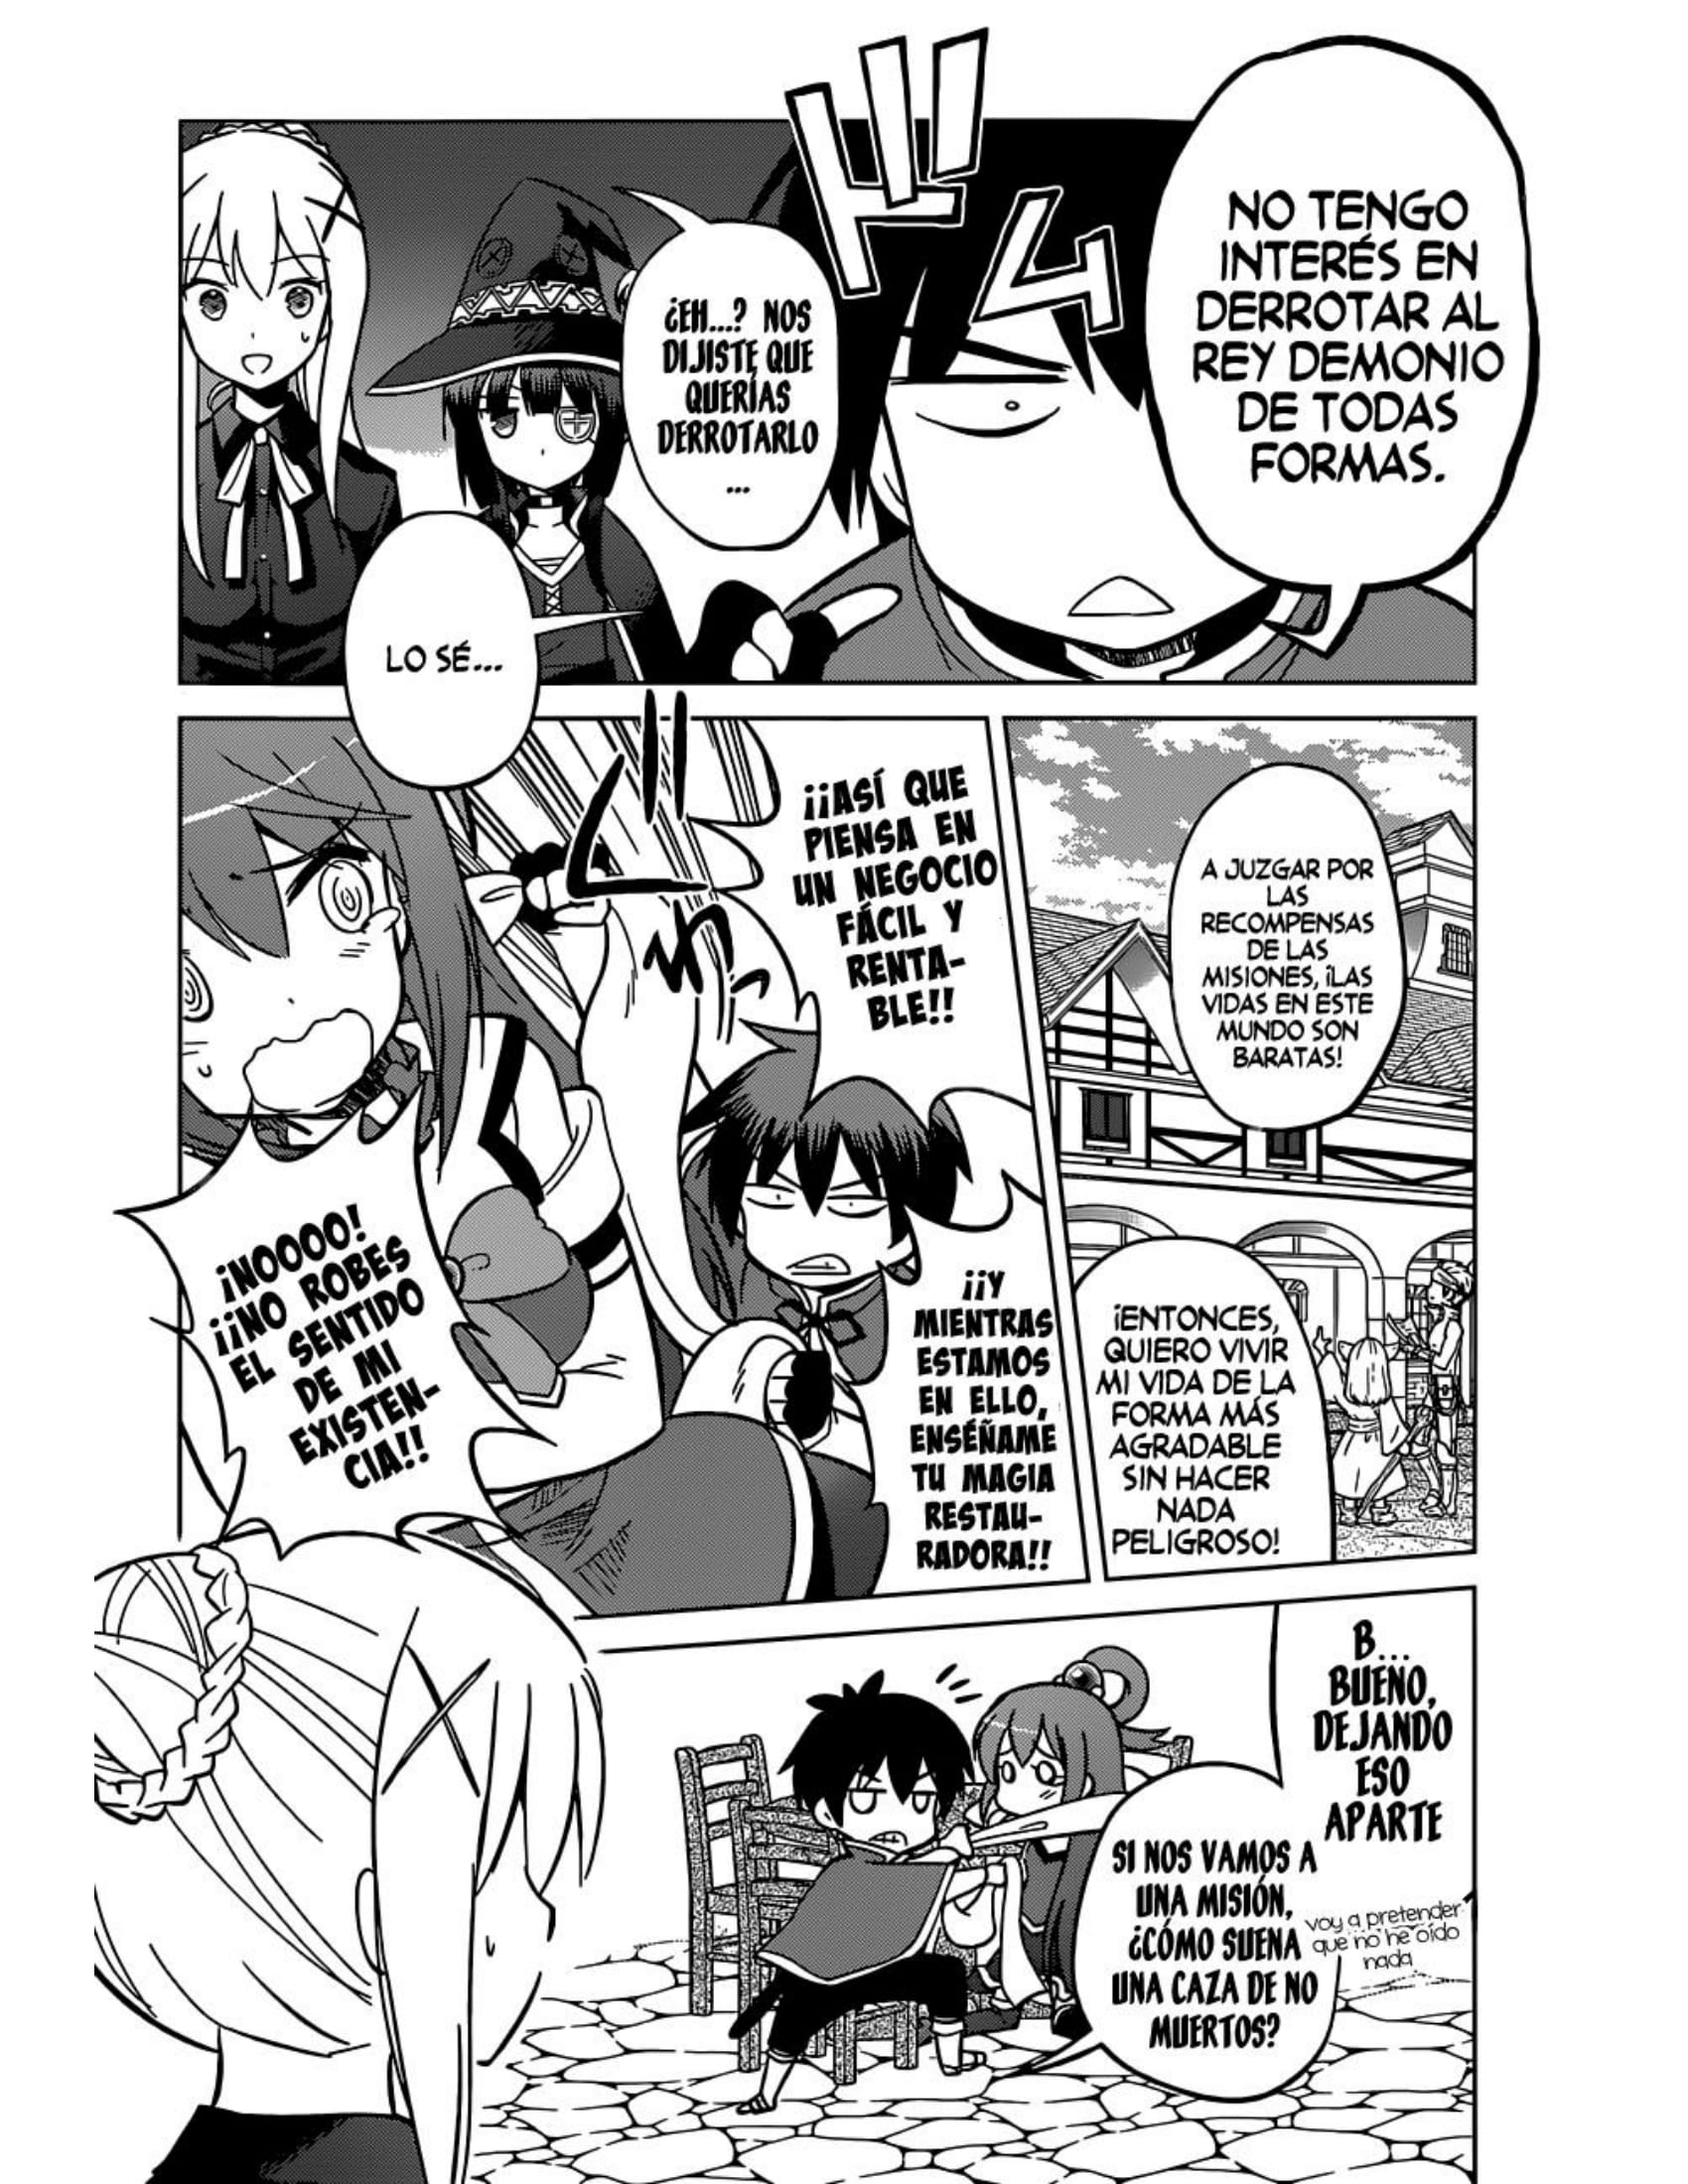 ドドム
NO TENGO
INTERÉS EN
DERROTAR AL
REY DEMONIO
DE TODAS
FORMAS.
¿EH...? NOS
DIJISTE QUE
QUERÍAS
DERROTARLO
...
LO SÉ...
A JUZGAR POR
LAS
RECOMPENSAS
DE LAS
MISIONES, ¡LAS
VIDAS EN ESTE
MUNDO SON
BARATAS!
¡ENTONCES,
QUIERO VIVIR
MI VIDA DE LA
FORMA MÁS
AGRADABLE
SIN HACER
NADA
PELIGROSO!
¡¡ASÍ QUE
PIENSA EN
UN NEGOCIO
FÁCIL Y
RENTA-
BLE!!
¡¡Y
MIENTRAS
ESTAMOS
EN ELLO,
ENSÉÑAME
TU MAGIA
RESTAU-
RADORA!!
¡NOOOO!
¡¡NO ROBES
EL SENTIDO
DE MI
EXISTEN-
CIA!!
B...
BUENO,
DEJANDO
ESO
APARTE
SI NOS VAMOS A
UNA MISIÓN,
¿CÓMO SUENA
UNA CAZA DE NO
MUERTOS?
voy a pretender
que no he oído
nada